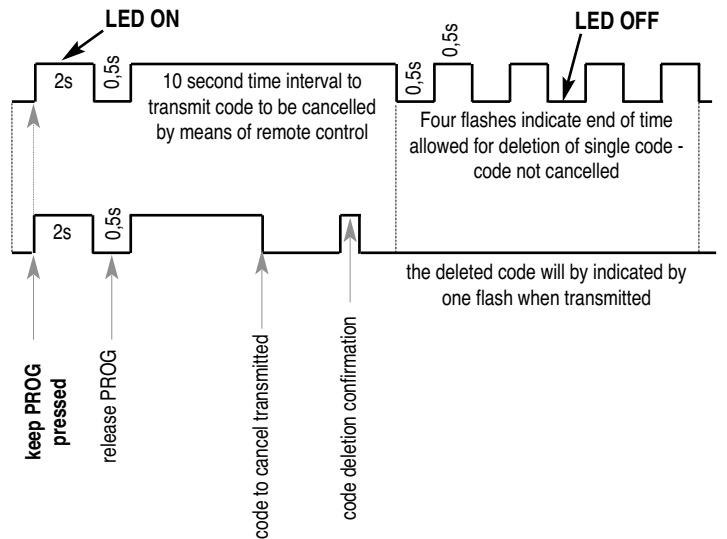 LED ON
LED OFF
2s
0,5s
10 second time interval to
transmit code to be cancelled
by means of remote control
0,5s
0,5s
Four flashes indicate end of time
allowed for deletion of single code -
code not cancelled
2s
0,5s
the deleted code will by indicated by
one flash when transmitted
keep PROG
pressed
release PROG
code to cancel transmitted
code deletion confirmation